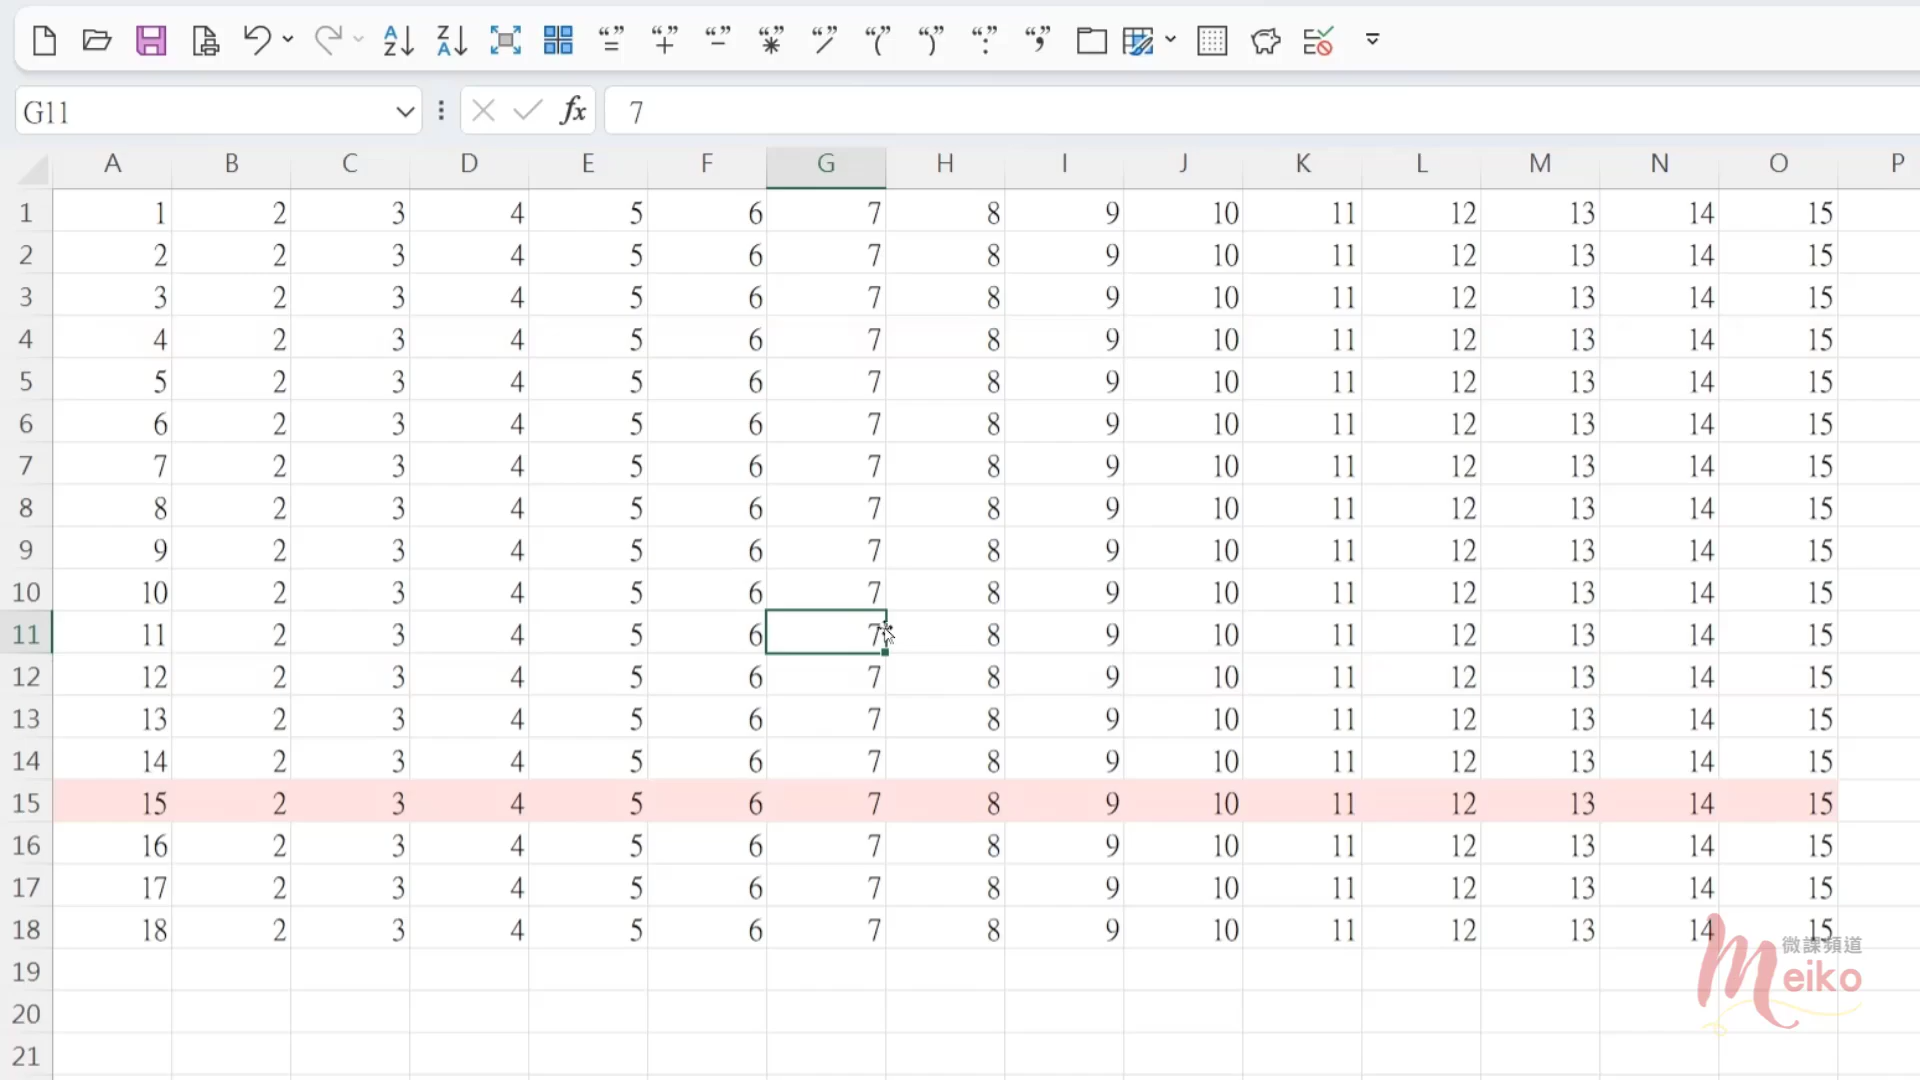 “” = “” + “” - “” * “” / “(” “)” “:” “,”
G11 fx 7
A B C D E F G H I J K L M N O P
1 1 2 3 4 5 6 7 8 9 10 11 12 13 14 15
2 2 2 3 4 5 6 7 8 9 10 11 12 13 14 15
3 3 2 3 4 5 6 7 8 9 10 11 12 13 14 15
4 4 2 3 4 5 6 7 8 9 10 11 12 13 14 15
5 5 2 3 4 5 6 7 8 9 10 11 12 13 14 15
6 6 2 3 4 5 6 7 8 9 10 11 12 13 14 15
7 7 2 3 4 5 6 7 8 9 10 11 12 13 14 15
8 8 2 3 4 5 6 7 8 9 10 11 12 13 14 15
9 9 2 3 4 5 6 7 8 9 10 11 12 13 14 15
10 10 2 3 4 5 6 7 8 9 10 11 12 13 14 15
11 11 2 3 4 5 6 7 8 9 10 11 12 13 14 15
12 12 2 3 4 5 6 7 8 9 10 11 12 13 14 15
13 13 2 3 4 5 6 7 8 9 10 11 12 13 14 15
14 14 2 3 4 5 6 7 8 9 10 11 12 13 14 15
15 15 2 3 4 5 6 7 8 9 10 11 12 13 14 15
16 16 2 3 4 5 6 7 8 9 10 11 12 13 14 15
17 17 2 3 4 5 6 7 8 9 10 11 12 13 14 15
18 18 2 3 4 5 6 7 8 9 10 11 12 13 14 15
19
20
21
微課頻道
Meiko